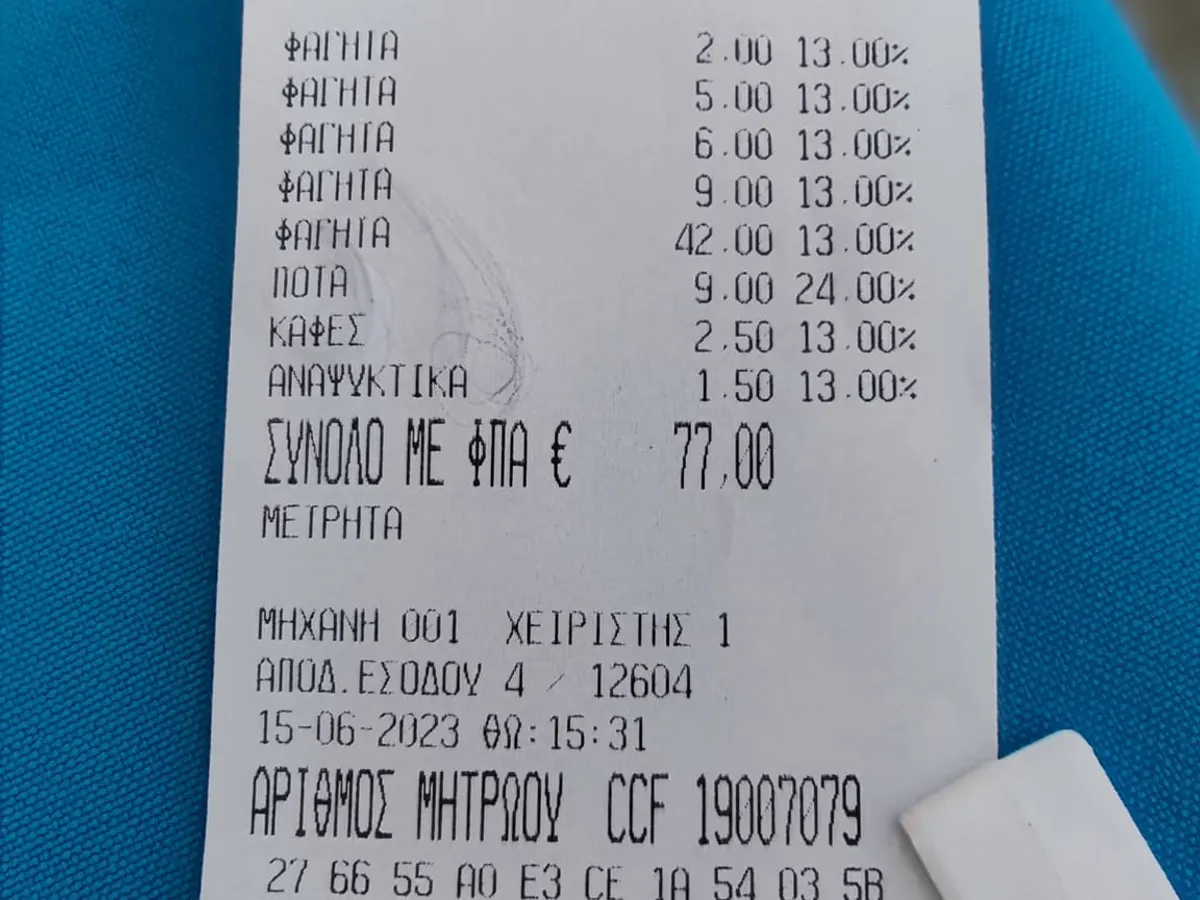 ΦΑΓΗΤΑ 2.00 13.00%
ΦΑΓΗΤΑ 5.00 13.00%
ΦΑΓΗΤΑ 6.00 13.00%
ΦΑΓΗΤΑ 9.00 13.00%
ΦΑΓΗΤΑ 42.00 13.00%
ΠΟΤΑ 9.00 24.00%
ΚΑΦΕΣ 2.50 13.00%
ΑΝΑΨΥΚΤΙΚΑ 1.50 13.00%
ΣΥΝΟΛΟ ΜΕ ΦΠΑ € 77,00
ΜΕΤΡΗΤΑ
ΜΗΧΑΝΗ 001 ΧΕΙΡΙΣΤΗΣ 1
ΑΠΟΔ.ΕΣΟΔΟΥ 4 / 12604
15-06-2023 ΘΩ:15:31
ΑΡΙΘΜΟΣ ΜΗΤΡΩΟΥ CCF 19007079
27 66 55 A0 E3 CE 1A 54 03 5B